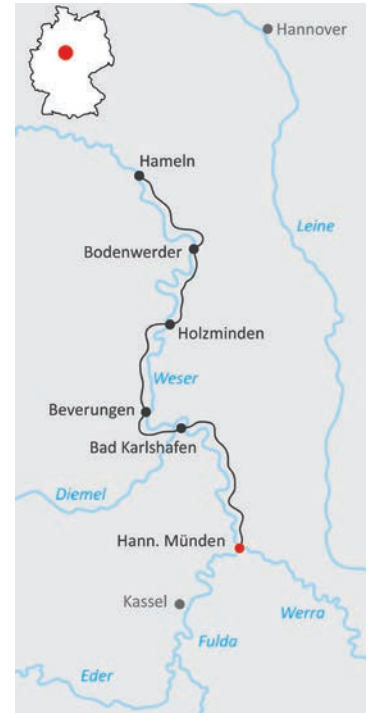 Hannover
Hameln
Leine
Bodenwerder
Holzminden
Weser
Beverungen
Bad Karlshafen
Diemel
Hann. Münden
Kassel
Werra
Fulda
Eder